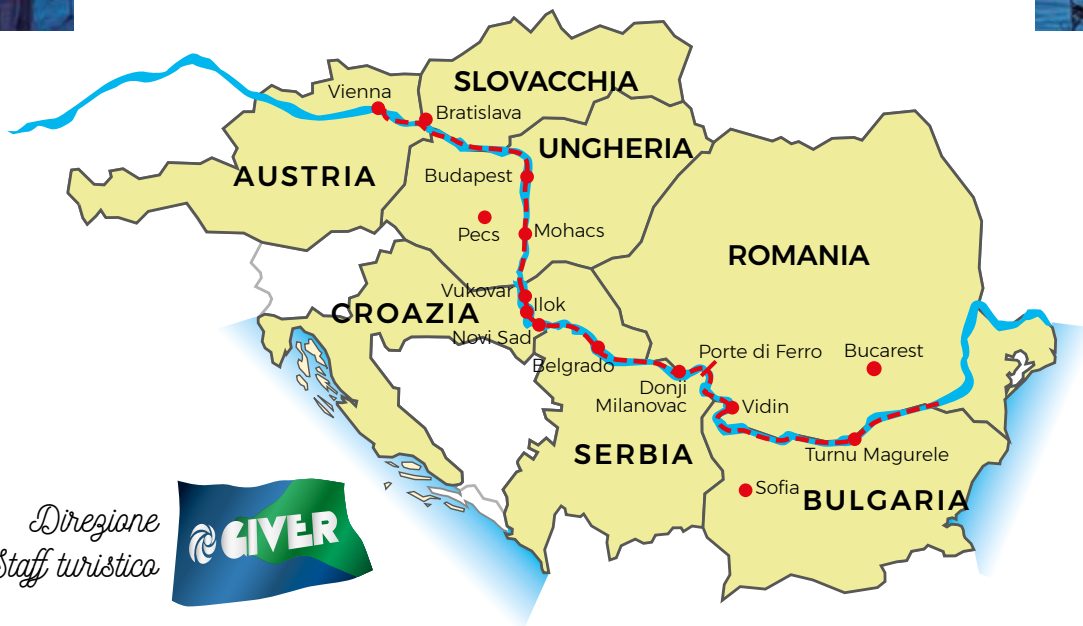 SLOVACCHIA
Vienna
Bratislava
UNGHERIA
AUSTRIA
Budapest
Pecs
Mohacs
ROMANIA
Vukovar
Ilok
CROAZIA
Novi Sad
Belgrado
Porte di Ferro
Bucarest
Donji
Milanovac
Vidin
Turnu Magurele
SERBIA
Sofia
BULGARIA
Direzione
Staff turistico
GIVER